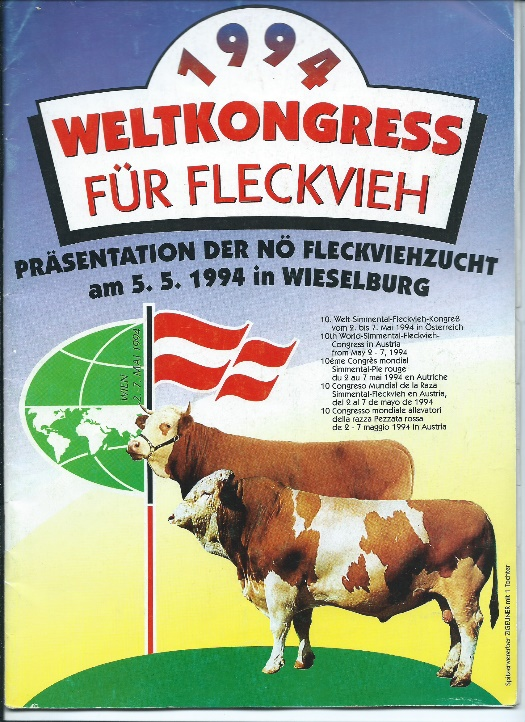 1994
WELTKONGRESS
FÜR FLECKVIEH
PRÄSENTATION DER NÖ FLECKVIEHZUCHT
am 5. 5. 1994 in WIESELBURG
10. Welt Simmental-Fleckvieh-Kongreß
vom 2. bis 7. Mai 1994 in Österreich
10th World-Simmental-Fleckvieh-
Congress in Austria
from May 2 - 7, 1994
10ème Congrès mondial
Simmental-Pie rouge
du 2 au 7 mai 1994 en Autriche
10 Congreso Mundial de la Raza
Simmental-Fleckvieh en Austria,
del 2 al 7 de mayo de 1994
10 Congresso mondiale allevatori
della razza Pezzata rossa
de 2 - 7 maggio 1994 in Austria
WIEN
2.-7. MAI 1994
Spitzenvererber ZIGEUNER mit 1 Tochter